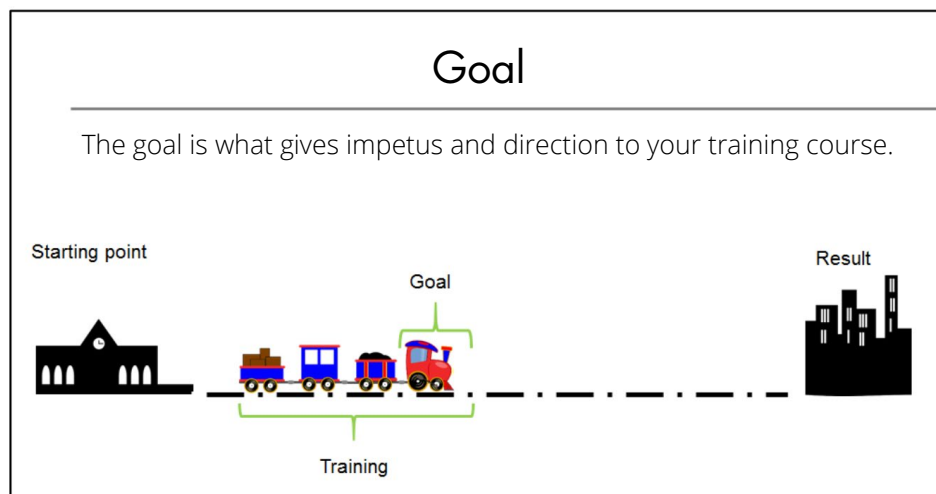 Goal
The goal is what gives impetus and direction to your training course.
Starting point
Result
Goal
Training